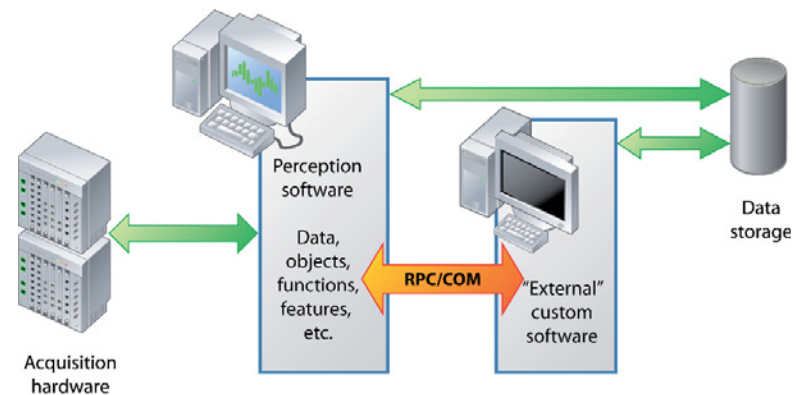 Perception
software
Data,
objects,
functions,
features,
etc.
RPC/COM
"External"
custom
software
Data
storage
Acquisition
hardware